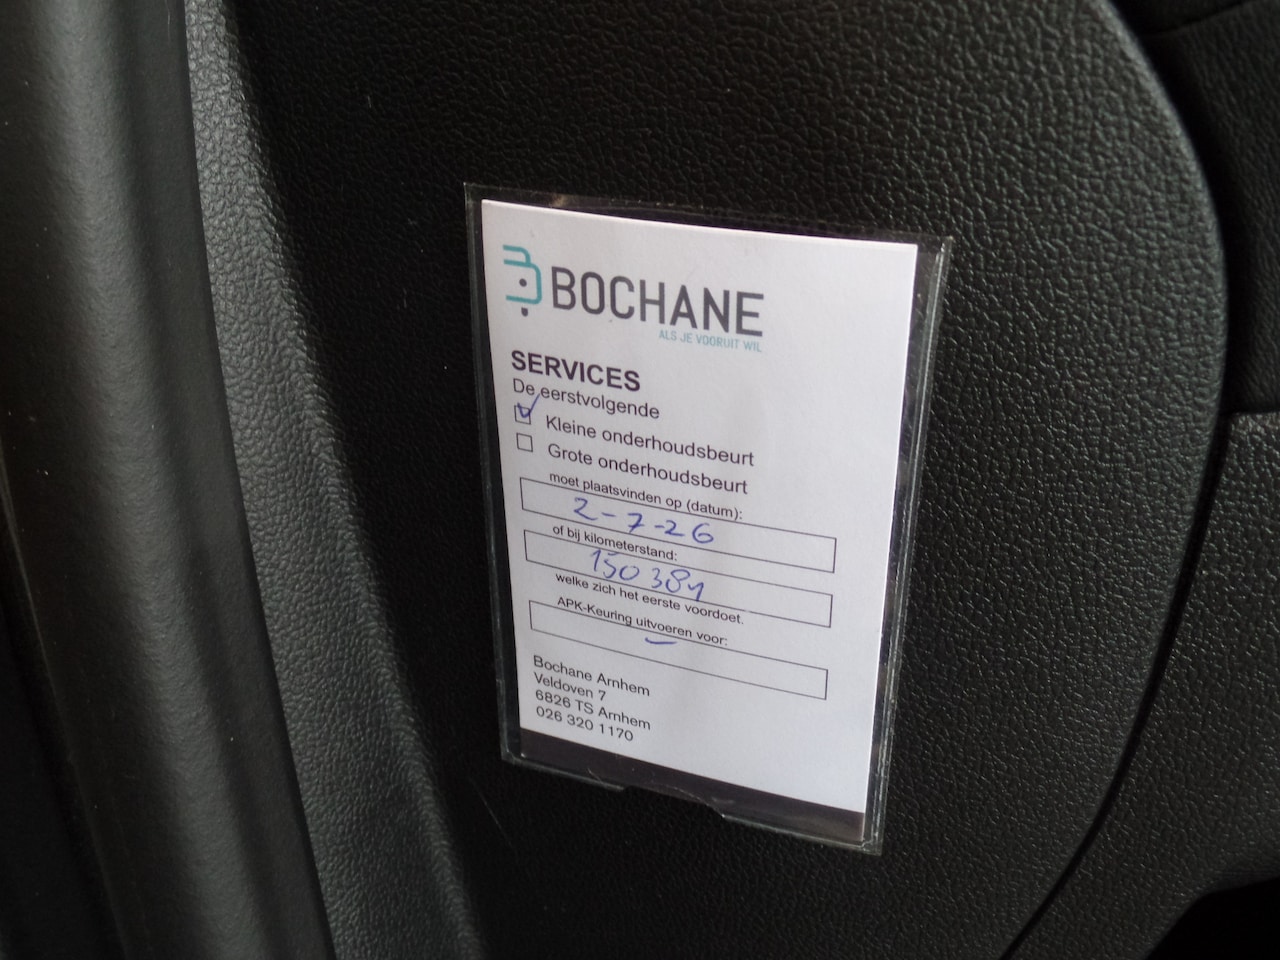 BOCHANE
ALS JE VOORUIT WIL
SERVICES
De eerstvolgende
Kleine onderhoudsbeurt
Grote onderhoudsbeurt
moet plaatsvinden op (datum):
2-7-26
of bij kilometerstand:
150 381
welke zich het eerste voordoet.
APK-Keuring uitvoeren voor:
Bochane Arnhem
Veldoven 7
6826 TS Arnhem
026 320 1170